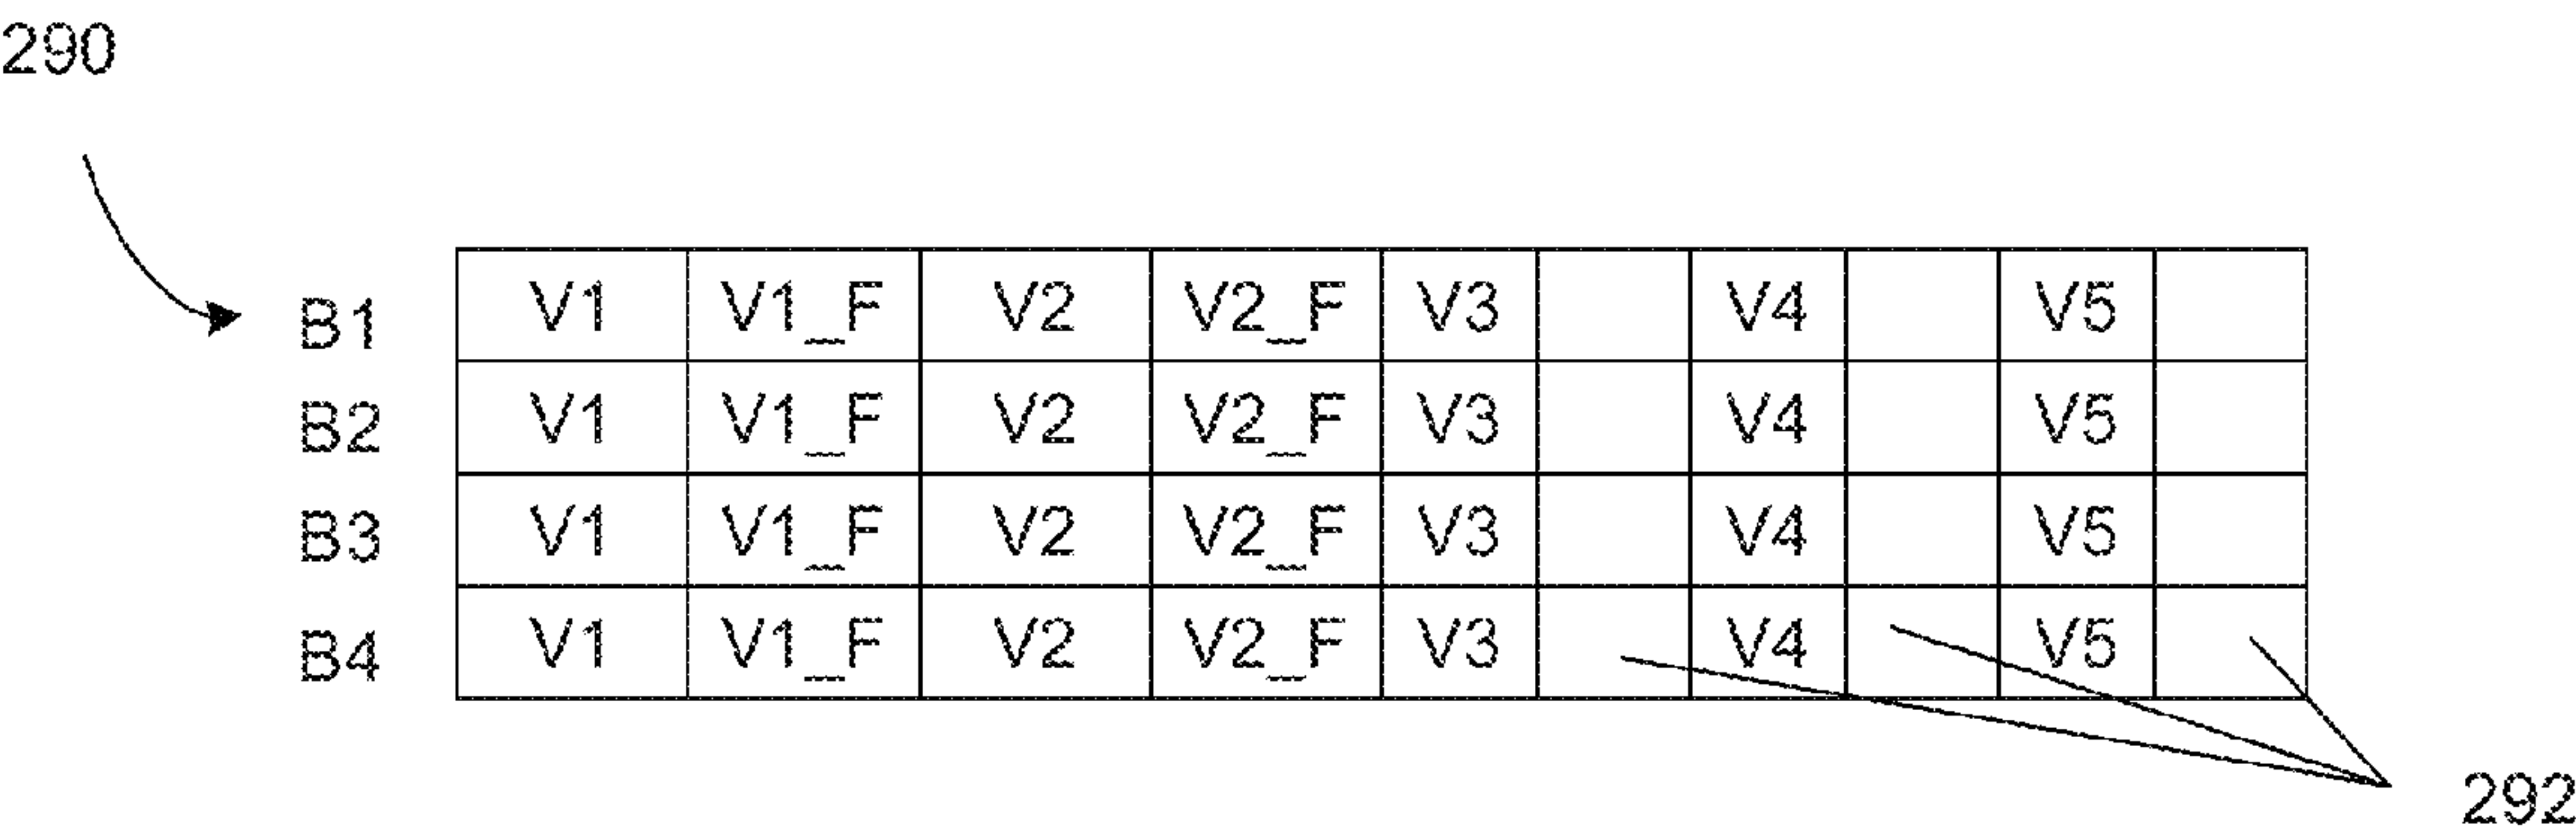 290
B1 V1 V1_F V2 V2_F V3 V4 V5
B2 V1 V1_F V2 V2_F V3 V4 V5
B3 V1 V1_F V2 V2_F V3 V4 V5
B4 V1 V1_F V2 V2_F V3 V4 V5
292